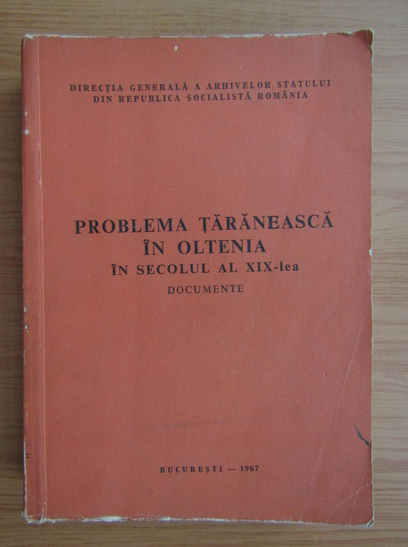 DIRECȚIA GENERALĂ A ARHIVELOR STATULUI
DIN REPUBLICA SOCIALISTĂ ROMÂNIA
PROBLEMA ȚĂRĂNEASCĂ
ÎN OLTENIA
ÎN SECOLUL AL XIX-lea
DOCUMENTE
BUCUREȘTI — 1967